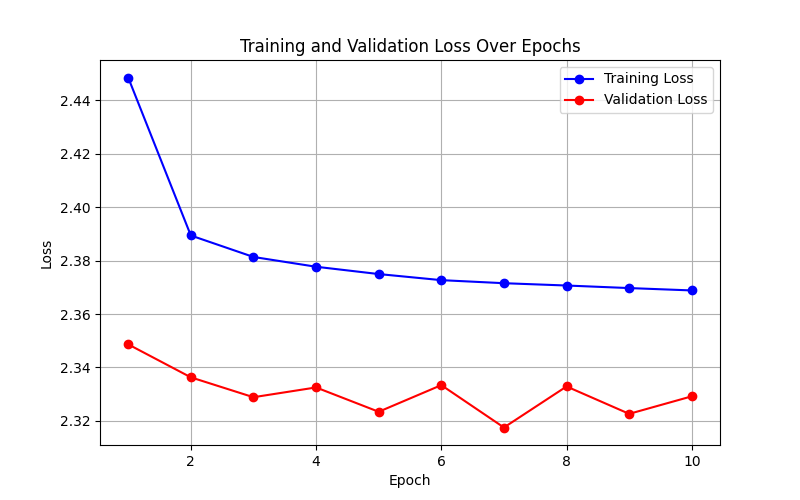 Training and Validation Loss Over Epochs
Training Loss
Validation Loss
2.44
2.42
2.40
2.38
2.36
2.34
2.32
Loss
2 4 6 8 10
Epoch